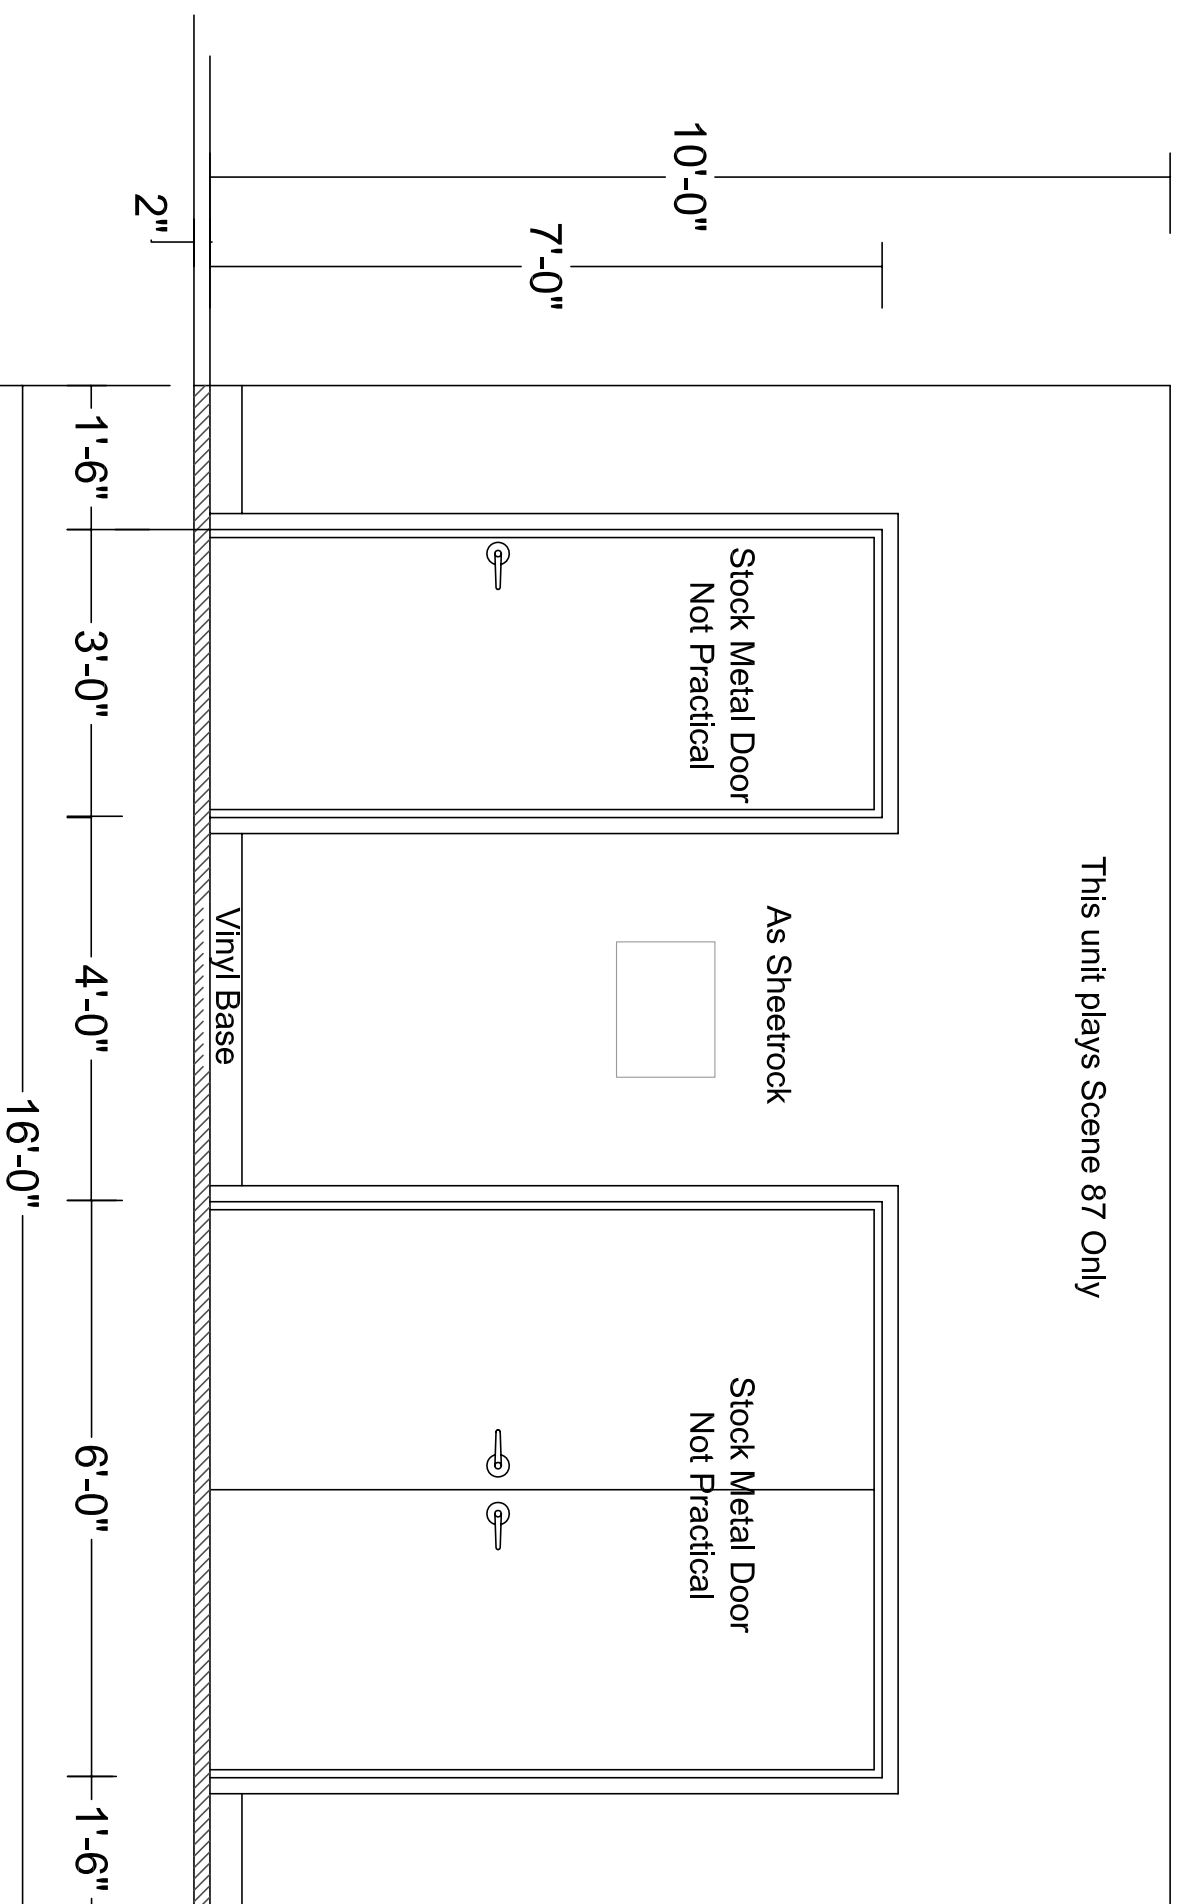 This unit plays Scene 87 Only
10'-0"
7'-0"
2"
As Sheetrock
Stock Metal Door
Not Practical
Stock Metal Door
Not Practical
Vinyl Base
1'-6"
3'-0"
4'-0"
6'-0"
1'-6"
16'-0"